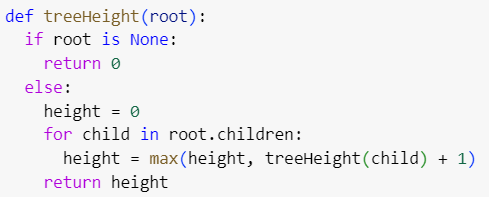 def treeHeight(root):
  if root is None:
    return 0
  else:
    height = 0
    for child in root.children:
      height = max(height, treeHeight(child) + 1)
    return height